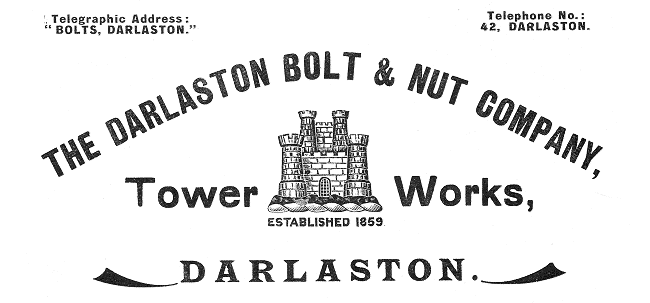 Telegraphic Address:
"BOLTS, DARLASTON."
Telephone No.:
42, DARLASTON.
THE DARLASTON BOLT & NUT COMPANY,
Tower Works,
ESTABLISHED 1859.
DARLASTON.